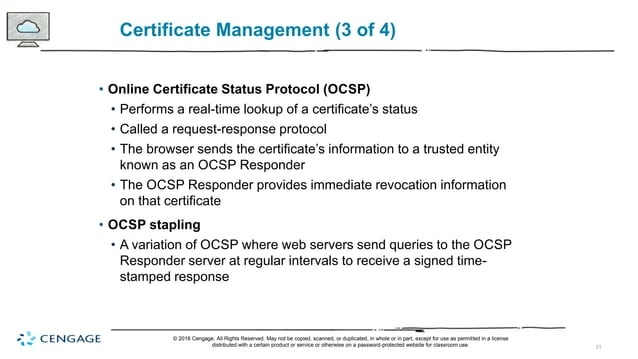 Certificate Management (3 of 4)
• Online Certificate Status Protocol (OCSP)
• Performs a real-time lookup of a certificate’s status
• Called a request-response protocol
• The browser sends the certificate’s information to a trusted entity
known as an OCSP Responder
• The OCSP Responder provides immediate revocation information
on that certificate
• OCSP stapling
• A variation of OCSP where web servers send queries to the OCSP
Responder server at regular intervals to receive a signed time-
stamped response
CENGAGE
© 2018 Cengage. All Rights Reserved. May not be copied, scanned, or duplicated, in whole or in part, except for use as permitted in a license
distributed with a certain product or service or otherwise on a password-protected website for classroom use.